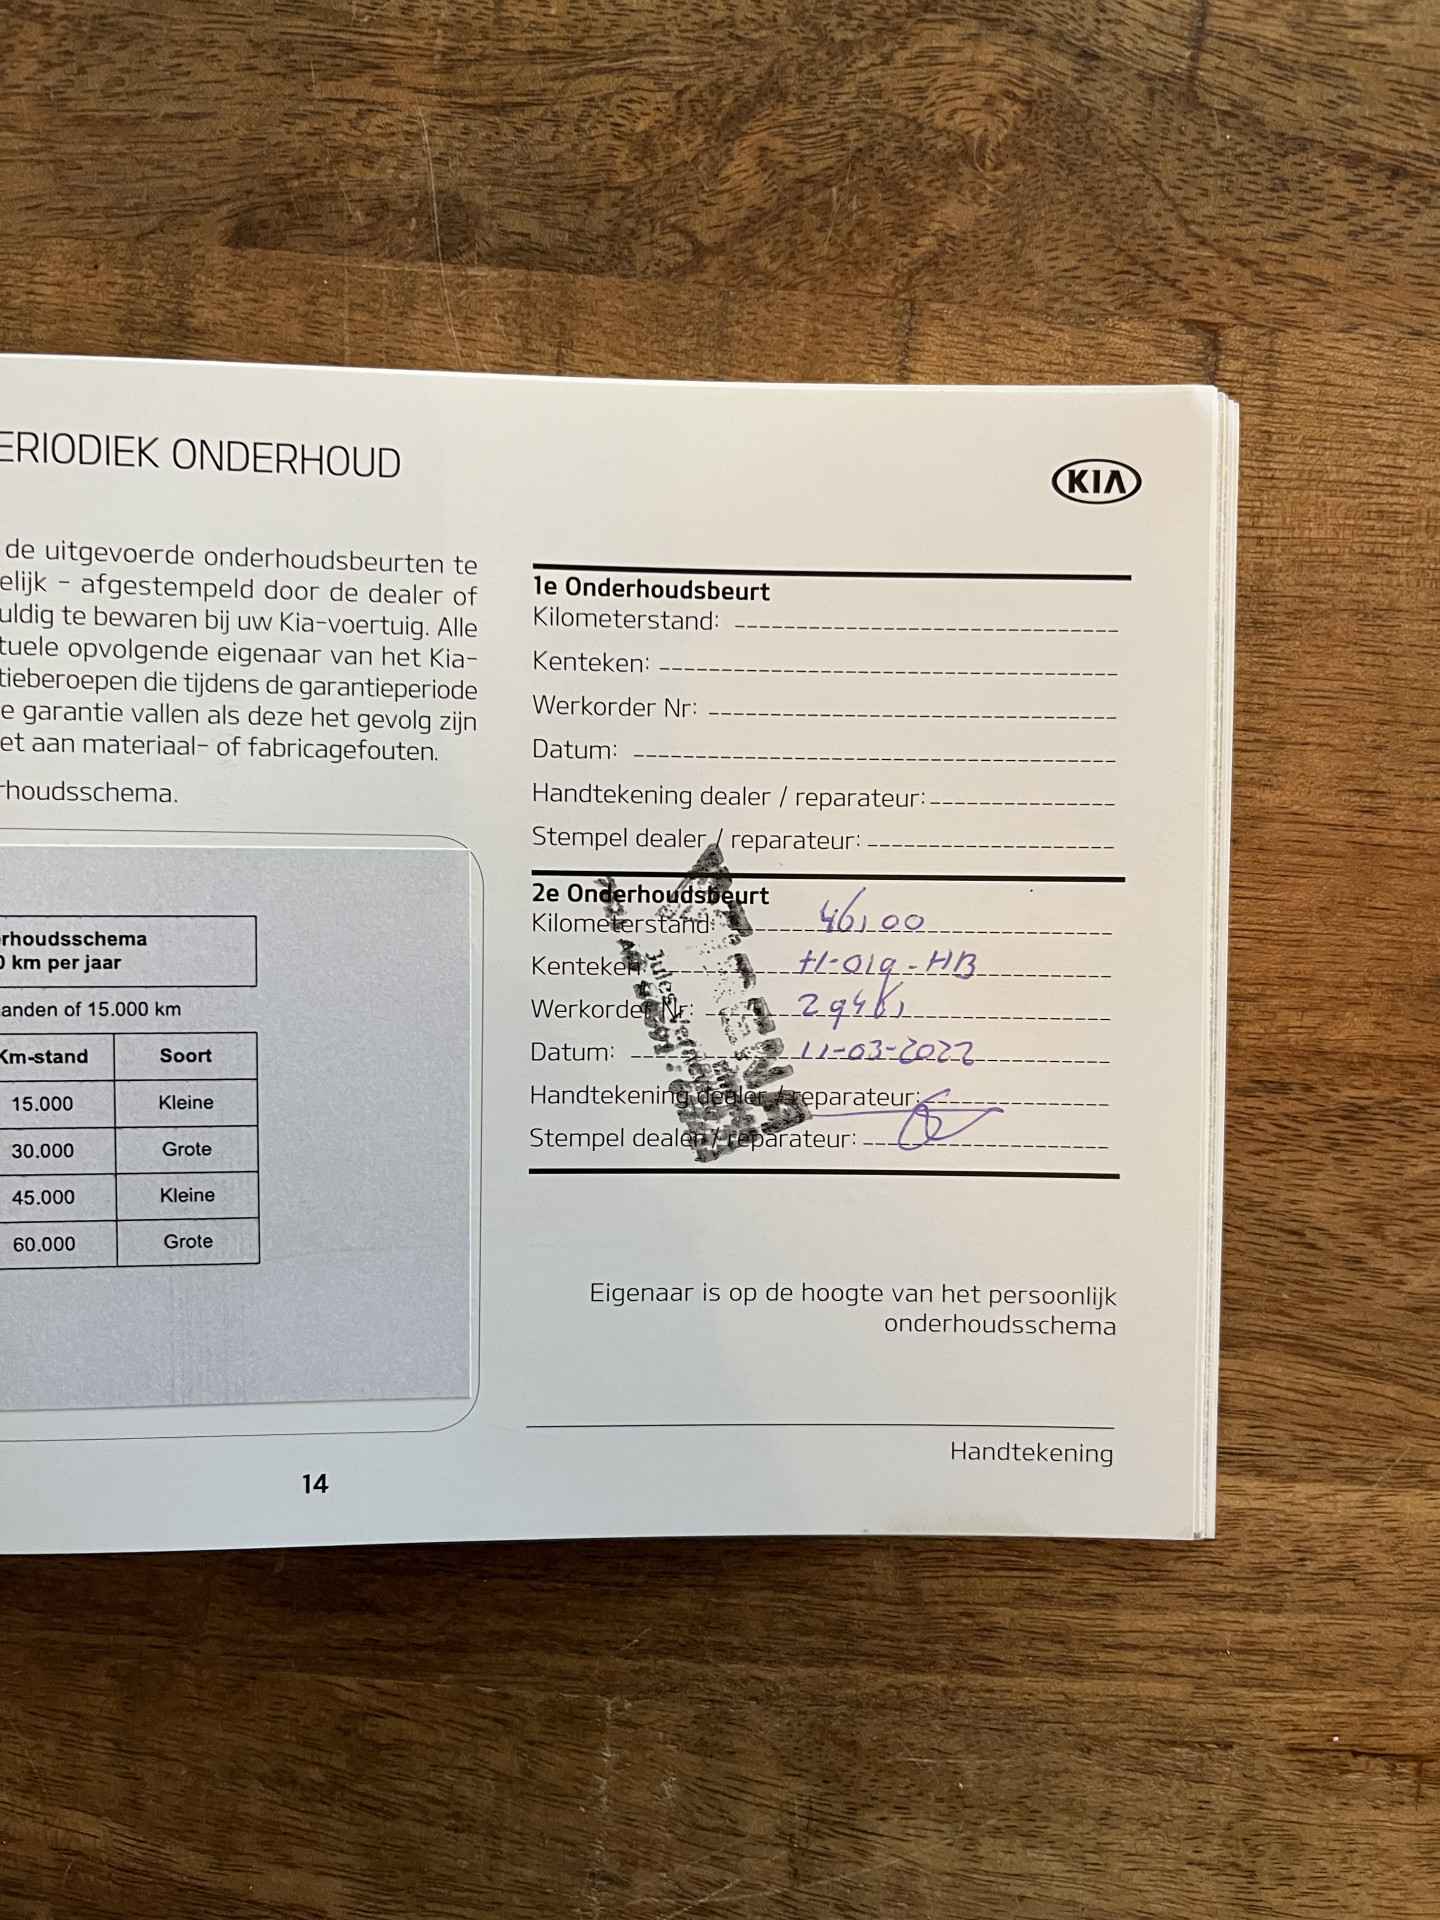 ERIODIEK ONDERHOUD
KIA
de uitgevoerde onderhoudsbeurten te
elijk - afgestempeld door de dealer of
uldig te bewaren bij uw Kia-voertuig. Alle
tuele opvolgende eigenaar van het Kia-
tieberoepen die tijdens de garantieperiode
e garantie vallen als deze het gevolg zijn
et aan materiaal- of fabricagefouten.
rhoudsschema.
rhoudsschema
0 km per jaar
anden of 15.000 km
Km-stand Soort
15.000 Kleine
30.000 Grote
45.000 Kleine
60.000 Grote
14
1e Onderhoudsbeurt
Kilometerstand:
Kenteken:
Werkorder Nr:
Datum:
Handtekening dealer / reparateur:
Stempel dealer / reparateur:
2e Onderhoudsbeurt
Kilometerstand:
Kenteken:
Werkorder Nr:
Datum: 11-03-2022
Handtekening dealer / reparateur:
Stempel dealer / reparateur:
Eigenaar is op de hoogte van het persoonlijk
onderhoudsschema
Handtekening